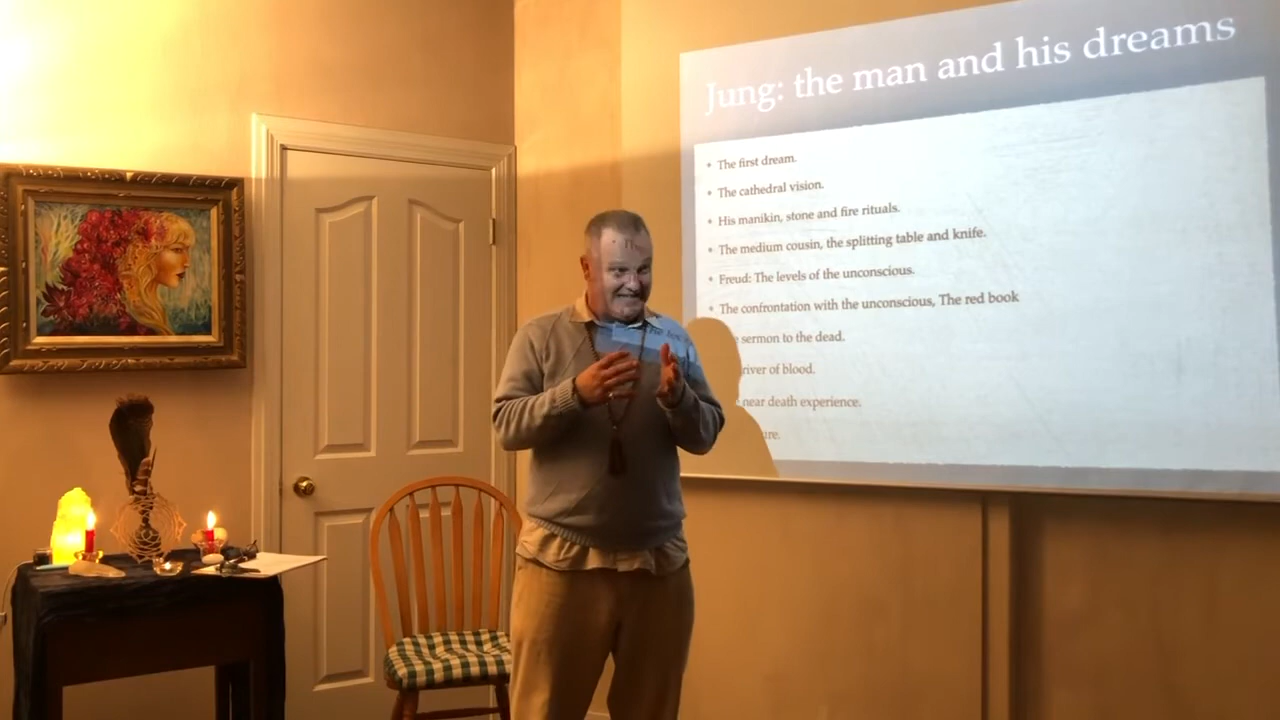 Jung: the man and his dreams
• The first dream.
• The cathedral vision.
• His manikin, stone and fire rituals.
• The medium cousin, the splitting table and knife.
• Freud: The levels of the unconscious.
• The confrontation with the unconscious, The red book
sermon to the dead.
river of blood.
near death experience.